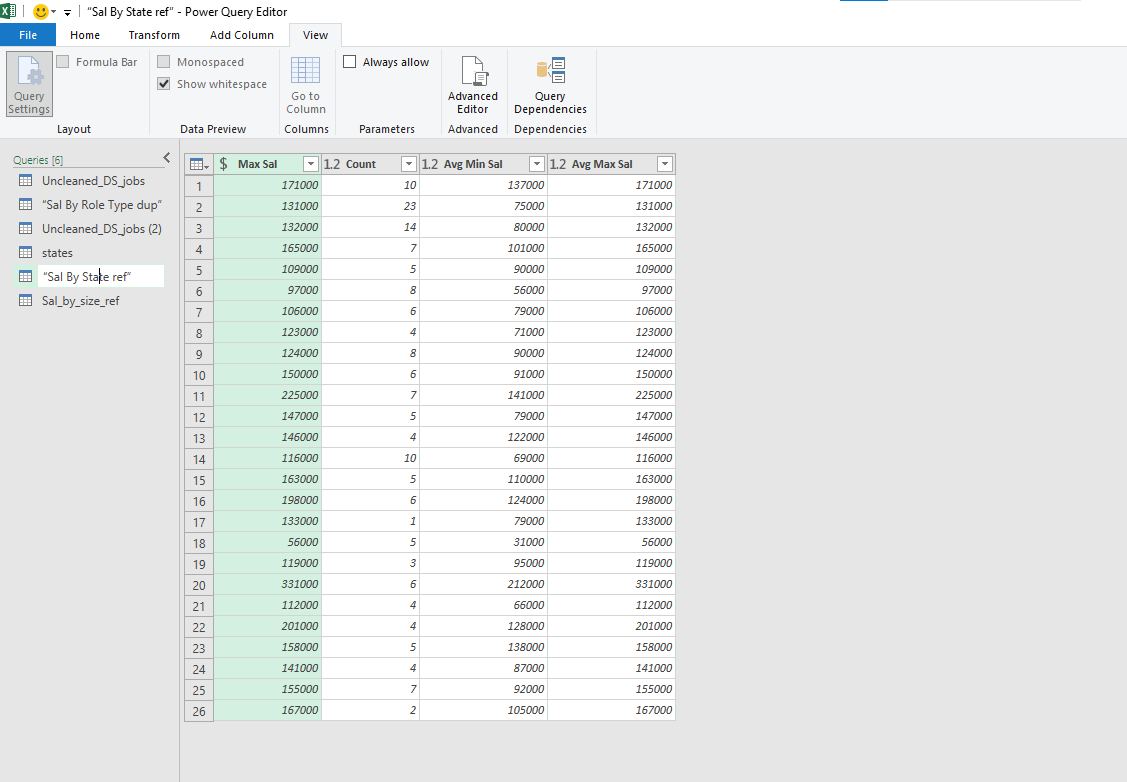 “Sal By State ref” - Power Query Editor
File Home Transform Add Column View
Query Settings
Formula Bar
Layout
Monospaced
Show whitespace
Data Preview
Go to Column
Columns
Always allow
Parameters
Advanced Editor
Advanced
Query Dependencies
Dependencies
Queries [6]
Uncleaned_DS_jobs
“Sal By Role Type dup”
Uncleaned_DS_jobs (2)
states
“Sal By State ref”
Sal_by_size_ref
$ Max Sal 1.2 Count 1.2 Avg Min Sal 1.2 Avg Max Sal
1 171000 10 137000 171000
2 131000 23 75000 131000
3 132000 14 80000 132000
4 165000 7 101000 165000
5 109000 5 90000 109000
6 97000 8 56000 97000
7 106000 6 79000 106000
8 123000 4 71000 123000
9 124000 8 90000 124000
10 150000 6 91000 150000
11 225000 7 141000 225000
12 147000 5 79000 147000
13 146000 4 122000 146000
14 116000 10 69000 116000
15 163000 5 110000 163000
16 198000 6 124000 198000
17 133000 1 79000 133000
18 56000 5 31000 56000
19 119000 3 95000 119000
20 331000 6 212000 331000
21 112000 4 66000 112000
22 201000 4 128000 201000
23 158000 5 138000 158000
24 141000 4 87000 141000
25 155000 7 92000 155000
26 167000 2 105000 167000